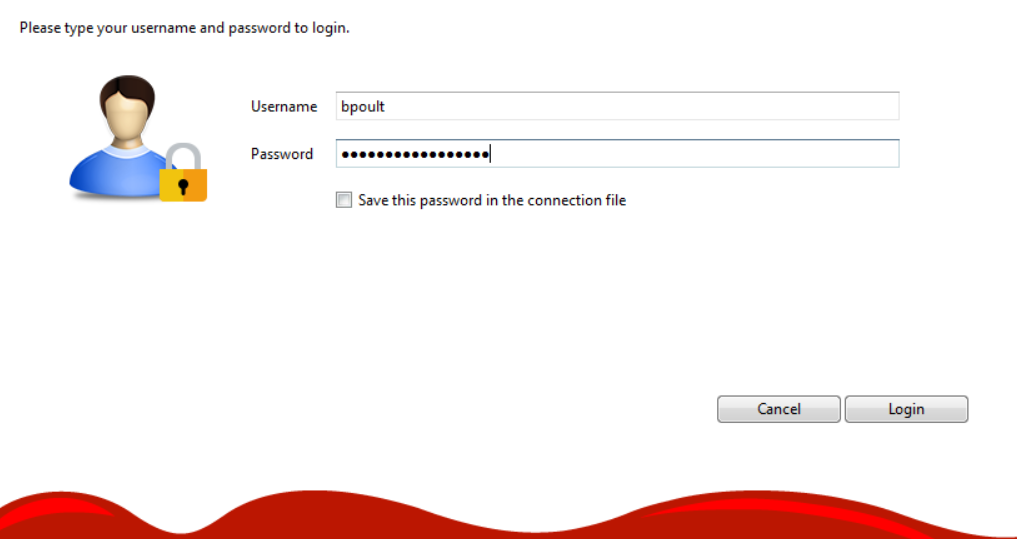 Please type your username and password to login.
Username bpoult
Password •••••••••••••••••
Save this password in the connection file
Cancel Login